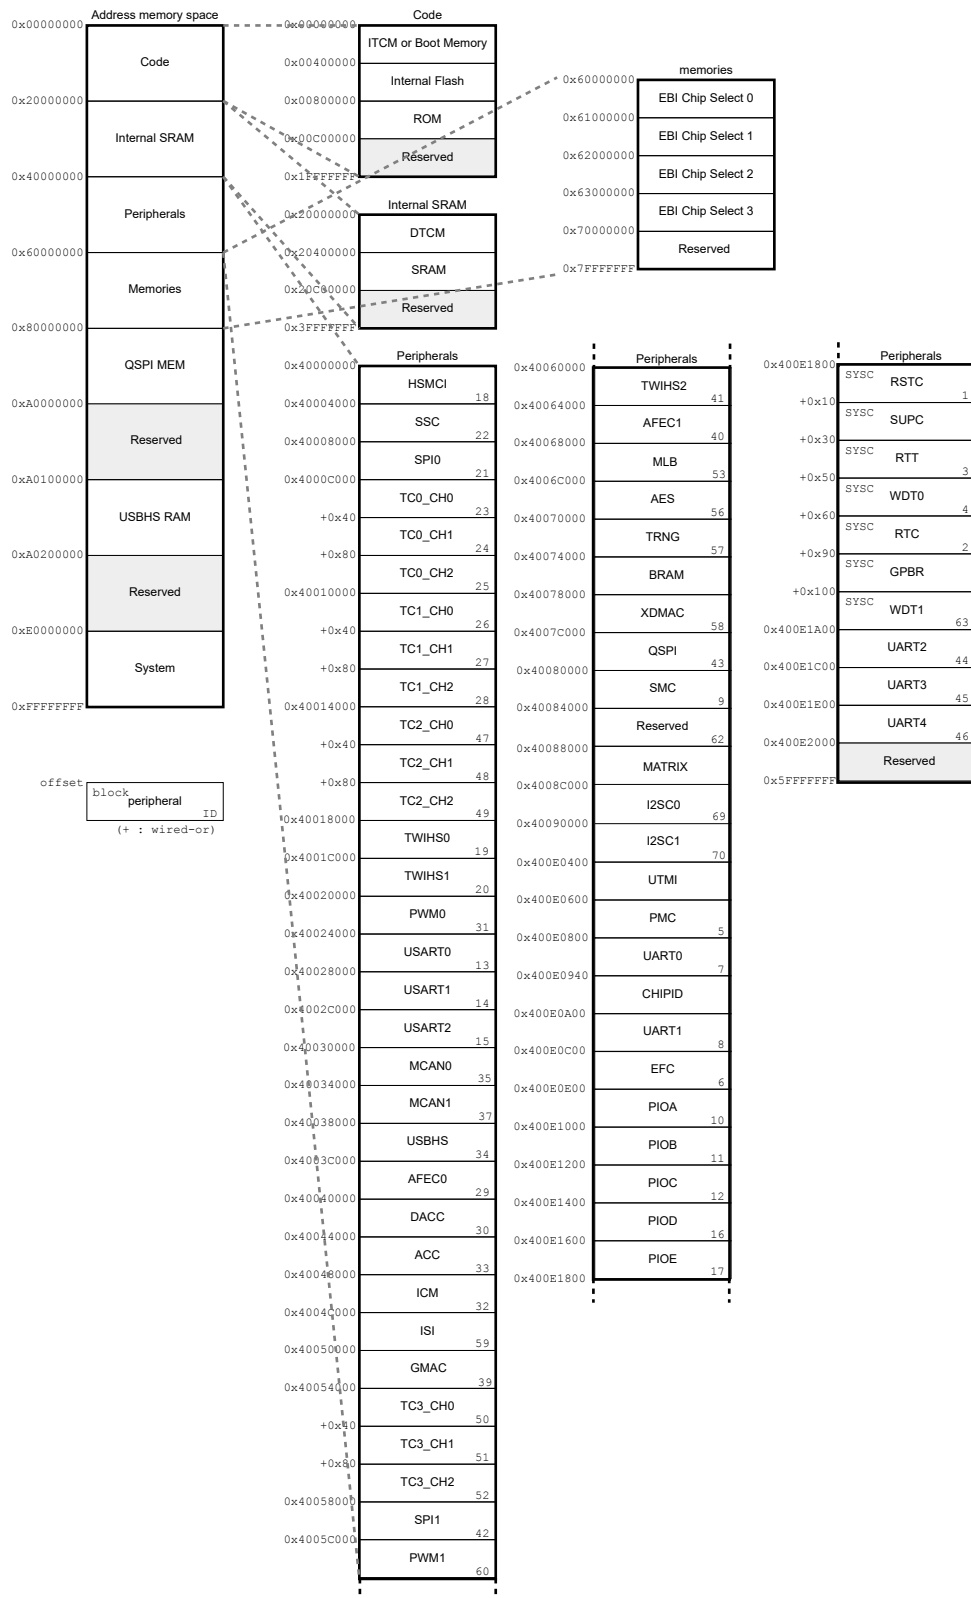 Address memory space
0x00000000
Code
0x20000000
Internal SRAM
0x40000000
Peripherals
0x60000000
Memories
0x80000000
QSPI MEM
0xA0000000
Reserved
0xA0100000
USBHS RAM
0xA0200000
Reserved
0xE0000000
System
0xFFFFFFFF
offset
block
peripheral
ID
(+ : wired-or)
Code
0x00000000
ITCM or Boot Memory
0x00400000
Internal Flash
0x00800000
ROM
0x00C00000
Reserved
0x1FFFFFFF
Internal SRAM
0x20000000
DTCM
0x20400000
SRAM
0x20C00000
Reserved
0x3FFFFFFF
Peripherals
0x40000000
HSMCI
18
0x40004000
SSC
22
0x40008000
SPI0
21
0x4000C000
TC0_CH0
23
+0x40
TC0_CH1
24
+0x80
TC0_CH2
25
0x40010000
TC1_CH0
26
+0x40
TC1_CH1
27
+0x80
TC1_CH2
28
0x40014000
TC2_CH0
47
+0x40
TC2_CH1
48
+0x80
TC2_CH2
49
0x40018000
TWIHS0
19
0x4001C000
TWIHS1
20
0x40020000
PWM0
31
0x40024000
USART0
13
0x40028000
USART1
14
0x4002C000
USART2
15
0x40030000
MCAN0
35
0x40034000
MCAN1
37
0x40038000
USBHS
34
0x4003C000
AFEC0
29
0x40040000
DACC
30
0x40044000
ACC
33
0x40048000
ICM
32
0x4004C000
ISI
59
0x40050000
GMAC
39
0x40054000
TC3_CH0
50
+0x40
TC3_CH1
51
+0x80
TC3_CH2
52
0x40058000
SPI1
42
0x4005C000
PWM1
60
memories
0x60000000
EBI Chip Select 0
0x61000000
EBI Chip Select 1
0x62000000
EBI Chip Select 2
0x63000000
EBI Chip Select 3
0x70000000
Reserved
0x7FFFFFFF
Peripherals
0x40060000
TWIHS2
41
0x40064000
AFEC1
40
0x40068000
MLB
53
0x4006C000
AES
56
0x40070000
TRNG
57
0x40074000
BRAM
0x40078000
XDMAC
58
0x4007C000
QSPI
43
0x40080000
SMC
9
0x40084000
Reserved
62
0x40088000
MATRIX
0x4008C000
I2SC0
69
0x40090000
I2SC1
70
0x400E0400
UTMI
0x400E0600
PMC
5
0x400E0800
UART0
7
0x400E0940
CHIPID
0x400E0A00
UART1
8
0x400E0C00
EFC
6
0x400E0E00
PIOA
10
0x400E1000
PIOB
11
0x400E1200
PIOC
12
0x400E1400
PIOD
16
0x400E1600
PIOE
17
0x400E1800
Peripherals
0x400E1800
SYSC
RSTC
1
+0x10
SYSC
SUPC
+0x30
SYSC
RTT
3
+0x50
SYSC
WDT0
4
+0x60
SYSC
RTC
2
+0x90
SYSC
GPBR
+0x100
SYSC
WDT1
63
0x400E1A00
UART2
44
0x400E1C00
UART3
45
0x400E1E00
UART4
46
0x400E2000
Reserved
0x5FFFFFFF